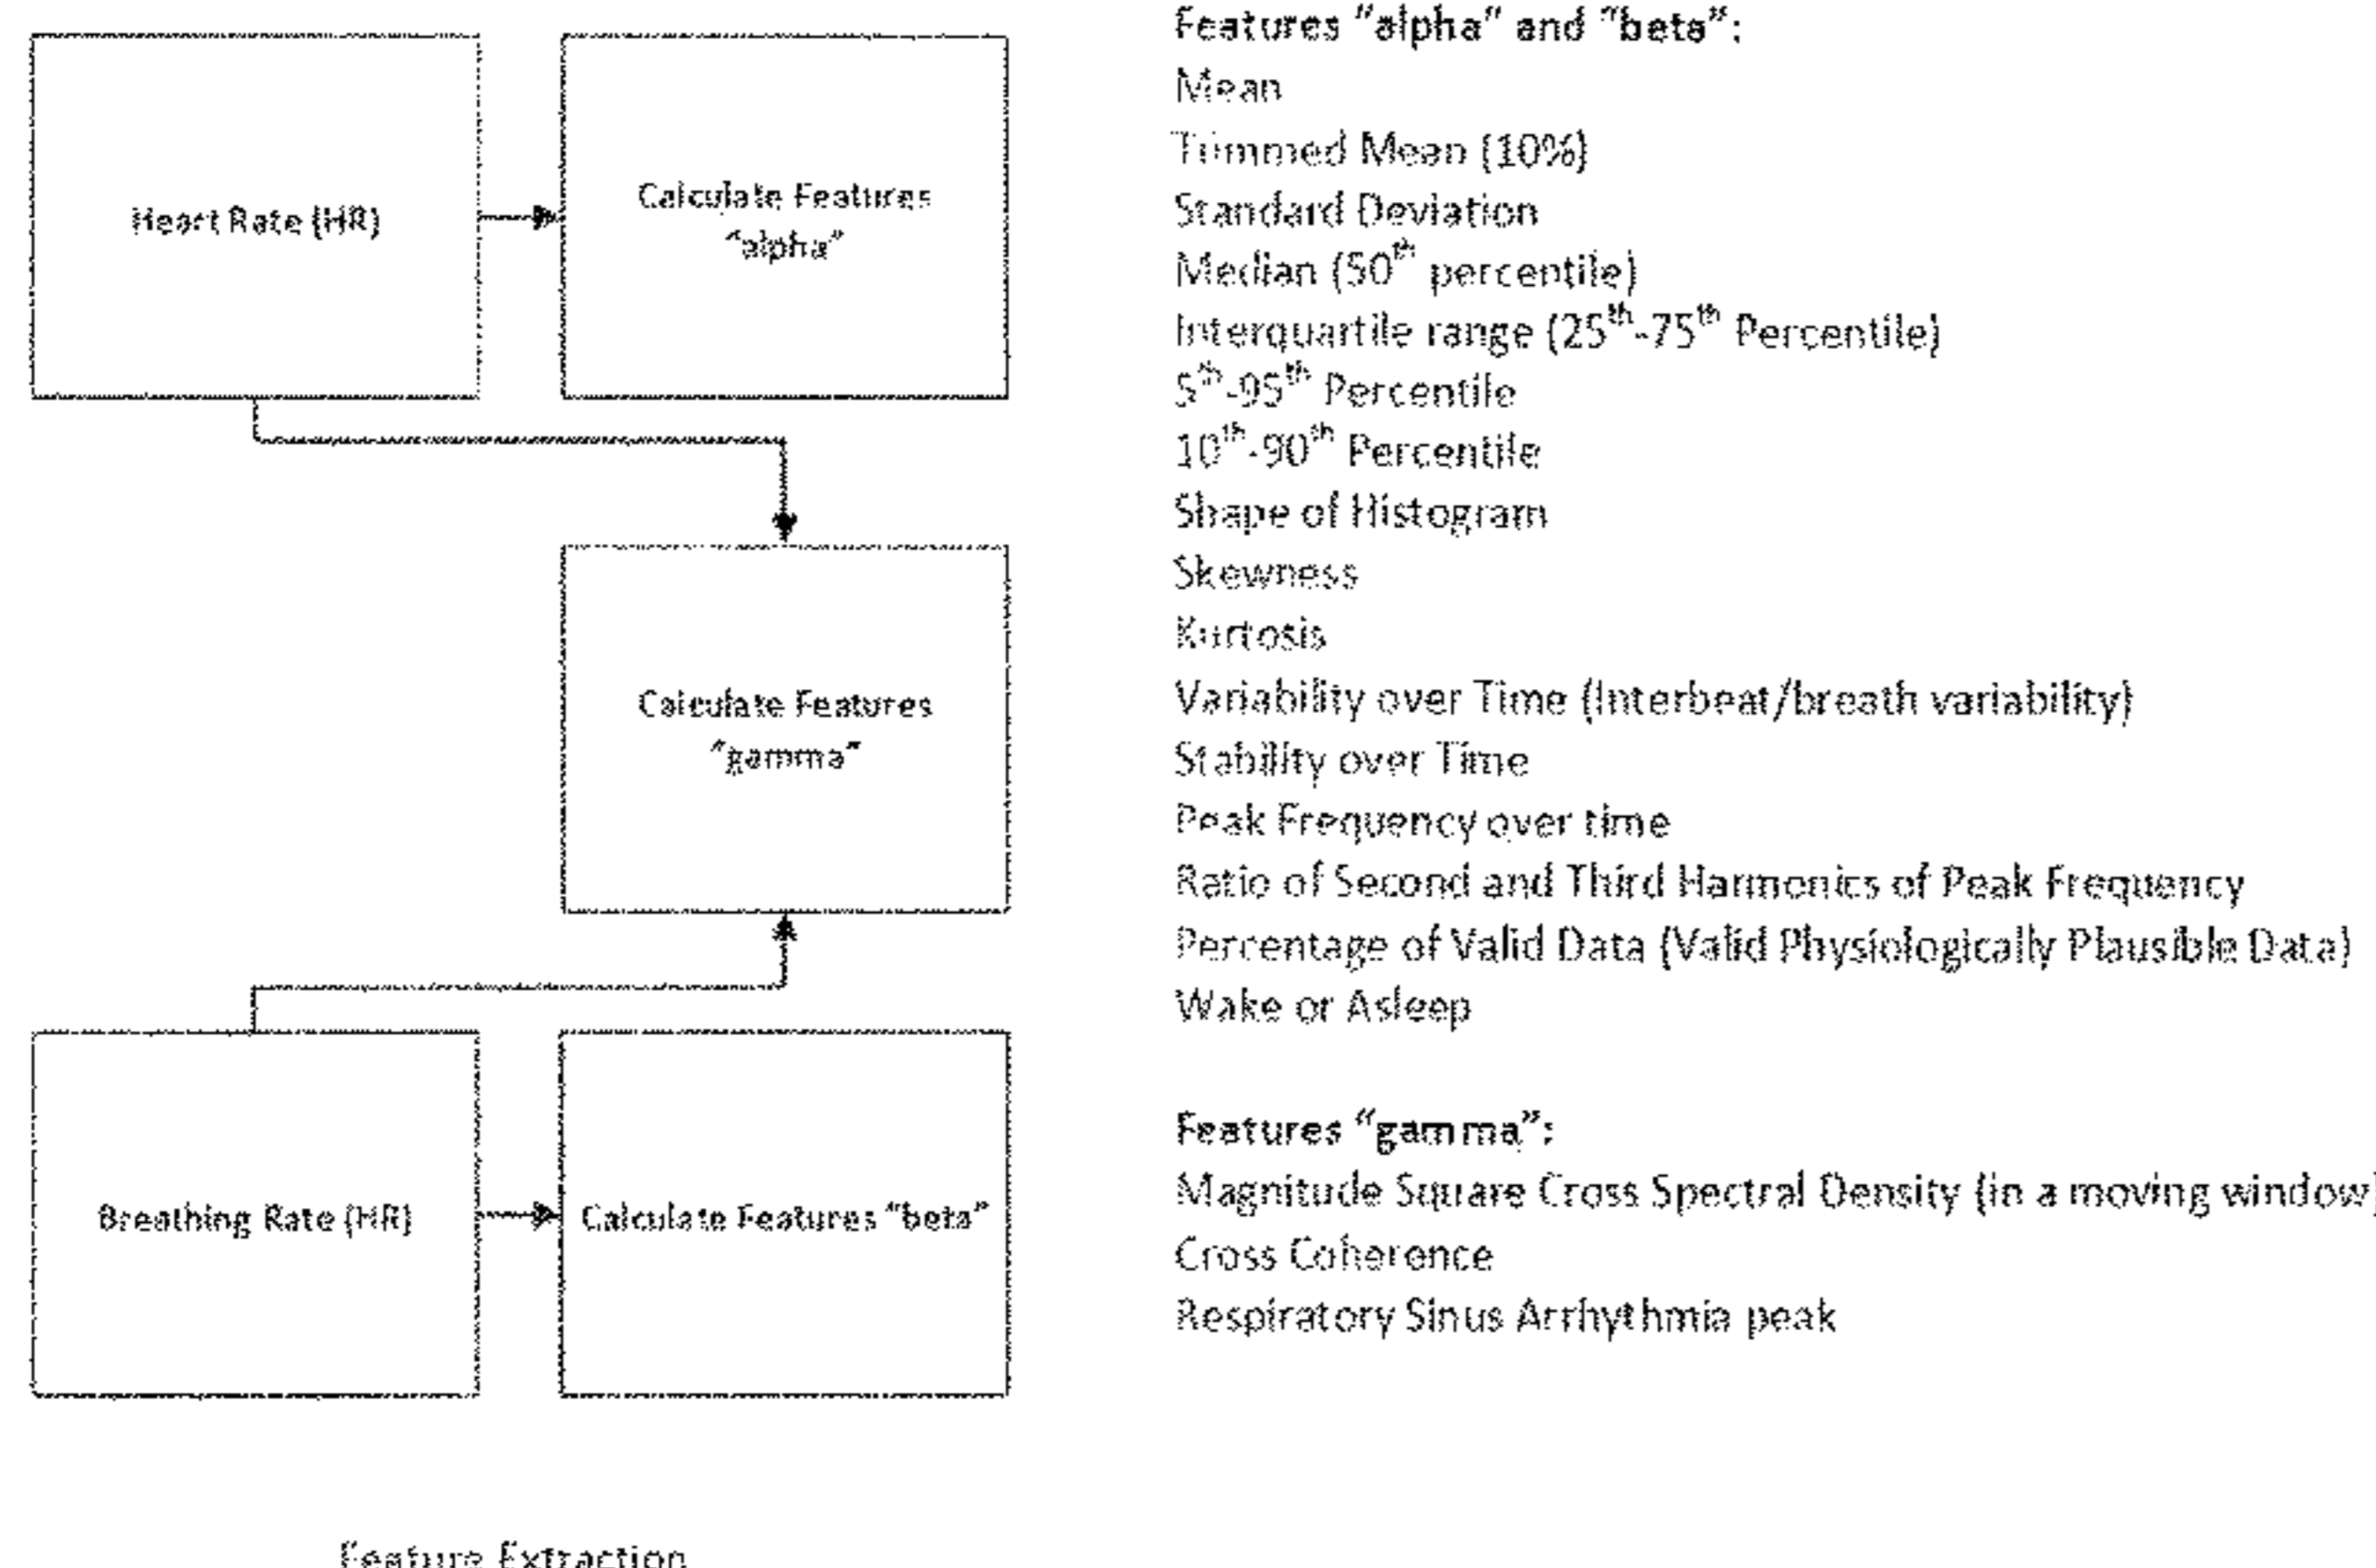 Heart Rate (HR)
Calculate Features
"alpha"
Calculate Features
"gamma"
Breathing Rate (HR)
Calculate Features "beta"
Features "alpha" and "beta":
Mean
Trimmed Mean (10%)
Standard Deviation
Median (50th percentile)
Interquartile range (25th-75th Percentile)
5th-95th Percentile
10th-90th Percentile
Shape of Histogram
Skewness
Kurtosis
Variability over Time (Interbeat/breath variability)
Stability over Time
Peak Frequency over time
Ratio of Second and Third Harmonics of Peak Frequency
Percentage of Valid Data (Valid Physiologically Plausible Data)
Wake or Asleep
Features "gamma":
Magnitude Square Cross Spectral Density (in a moving window)
Cross Coherence
Respiratory Sinus Arrhythmia peak
Feature Extraction